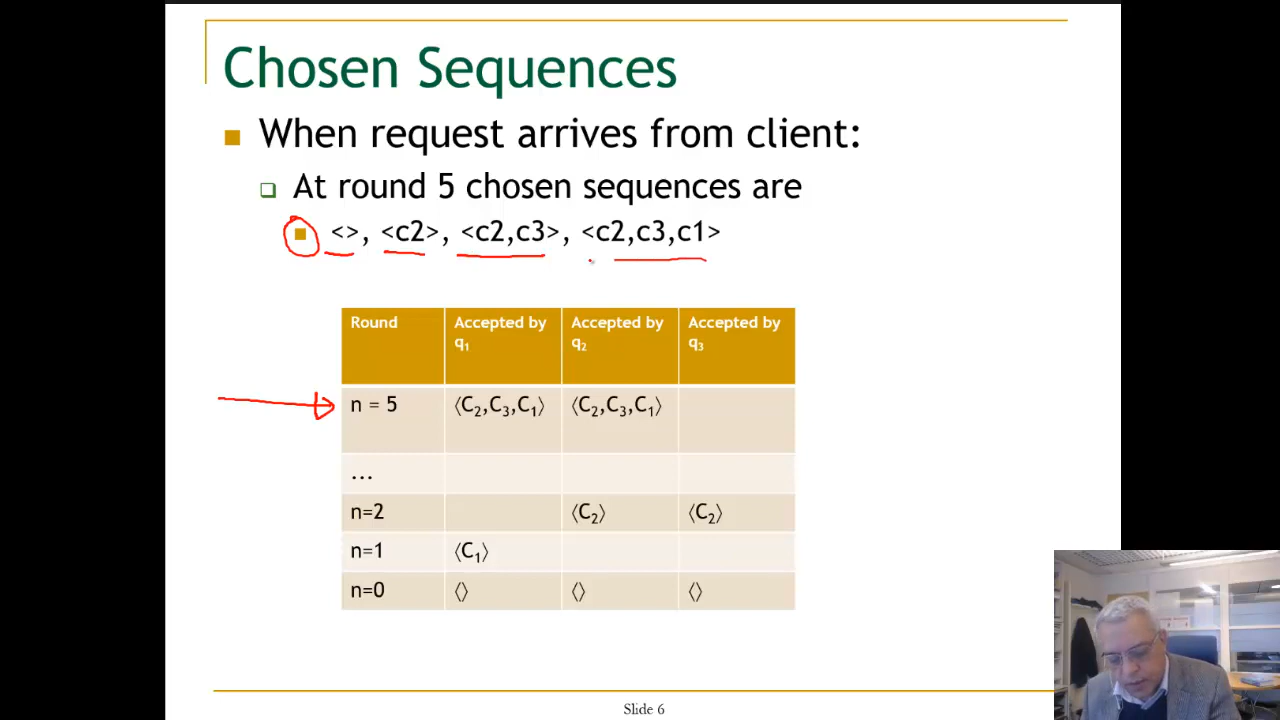 Chosen Sequences
When request arrives from client:
At round 5 chosen sequences are
<>, <c2>, <c2,c3>, <c2,c3,c1>
Round Accepted by q₁ Accepted by q₂ Accepted by q₃
n = 5 ⟨C₂,C₃,C₁⟩ ⟨C₂,C₃,C₁⟩
...
n=2 ⟨C₂⟩ ⟨C₂⟩
n=1 ⟨C₁⟩
n=0 ⟨⟩ ⟨⟩ ⟨⟩
Slide 6